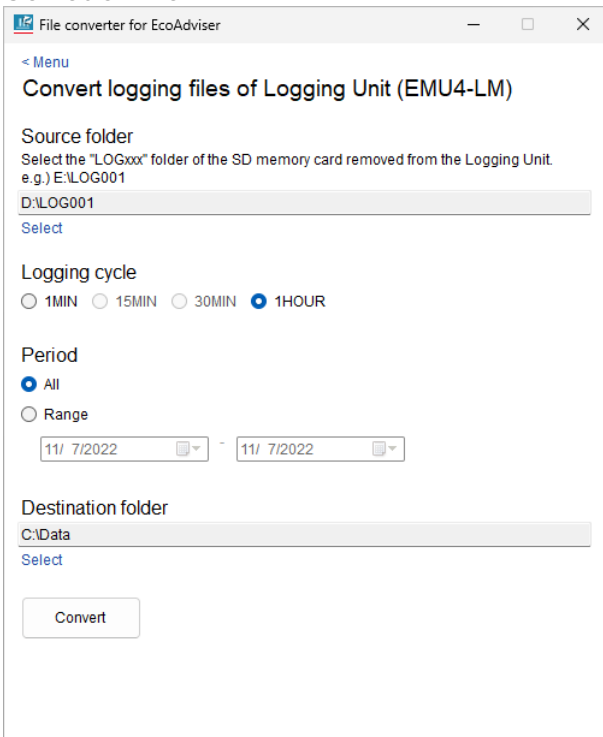 File converter for EcoAdviser
< Menu
Convert logging files of Logging Unit (EMU4-LM)
Source folder
Select the "LOGxxx" folder of the SD memory card removed from the Logging Unit.
e.g.) E:\LOG001
D:\LOG001
Select
Logging cycle
1MIN 15MIN 30MIN 1HOUR
Period
All
Range
11/ 7/2022 - 11/ 7/2022
Destination folder
C:\Data
Select
Convert